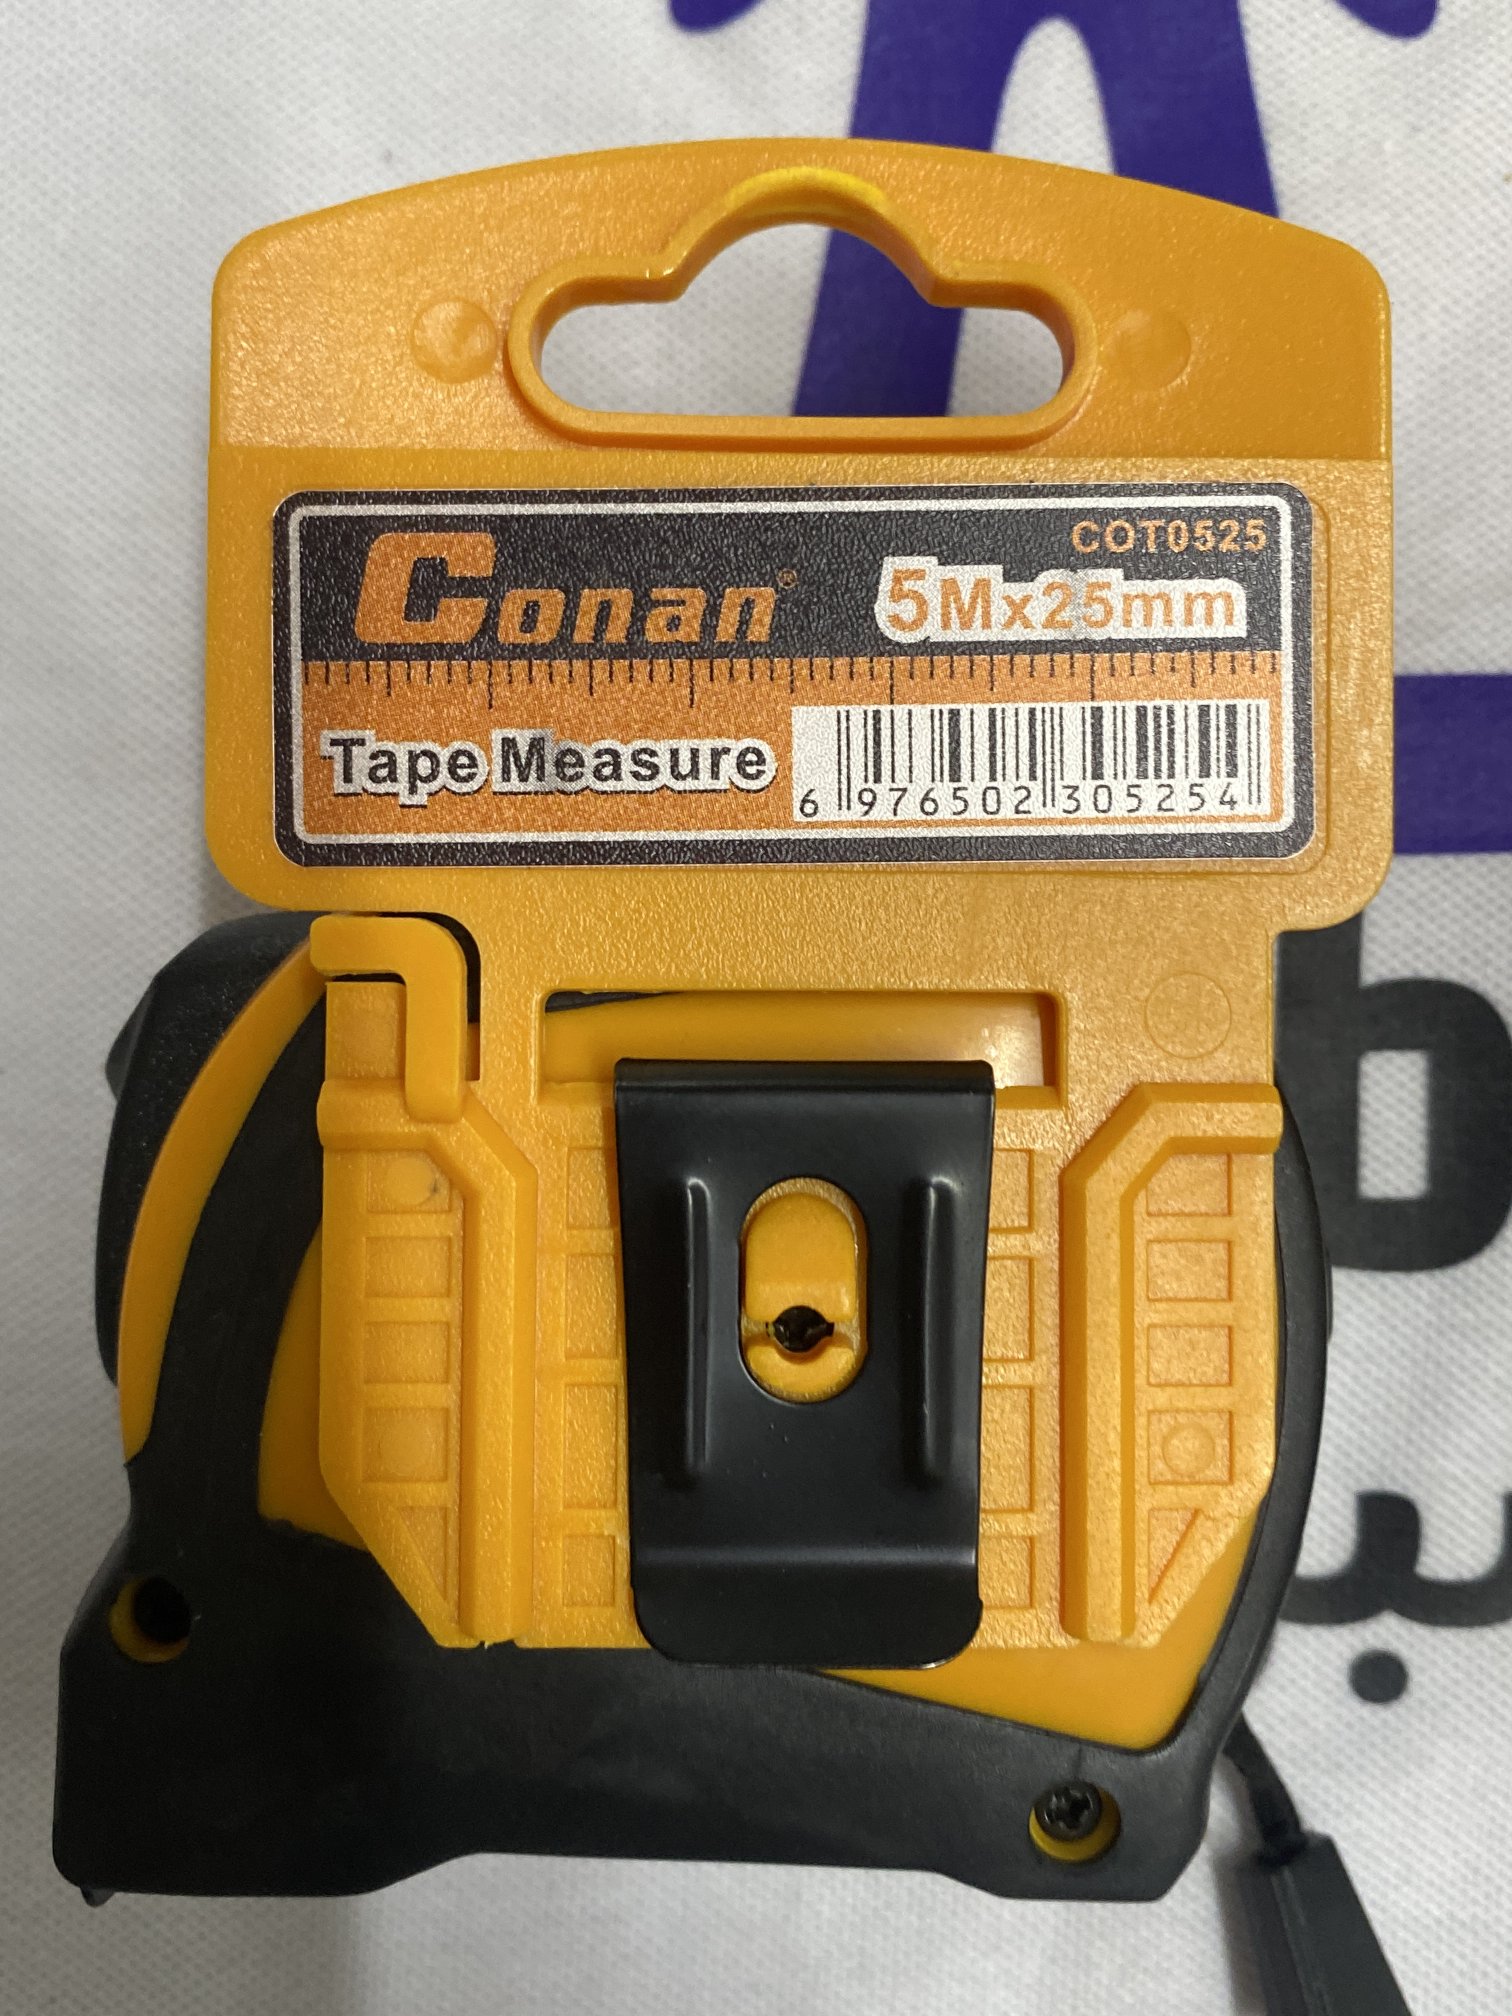 COT0525
Conan®
5Mx25mm
Tape Measure
6 976502 305254